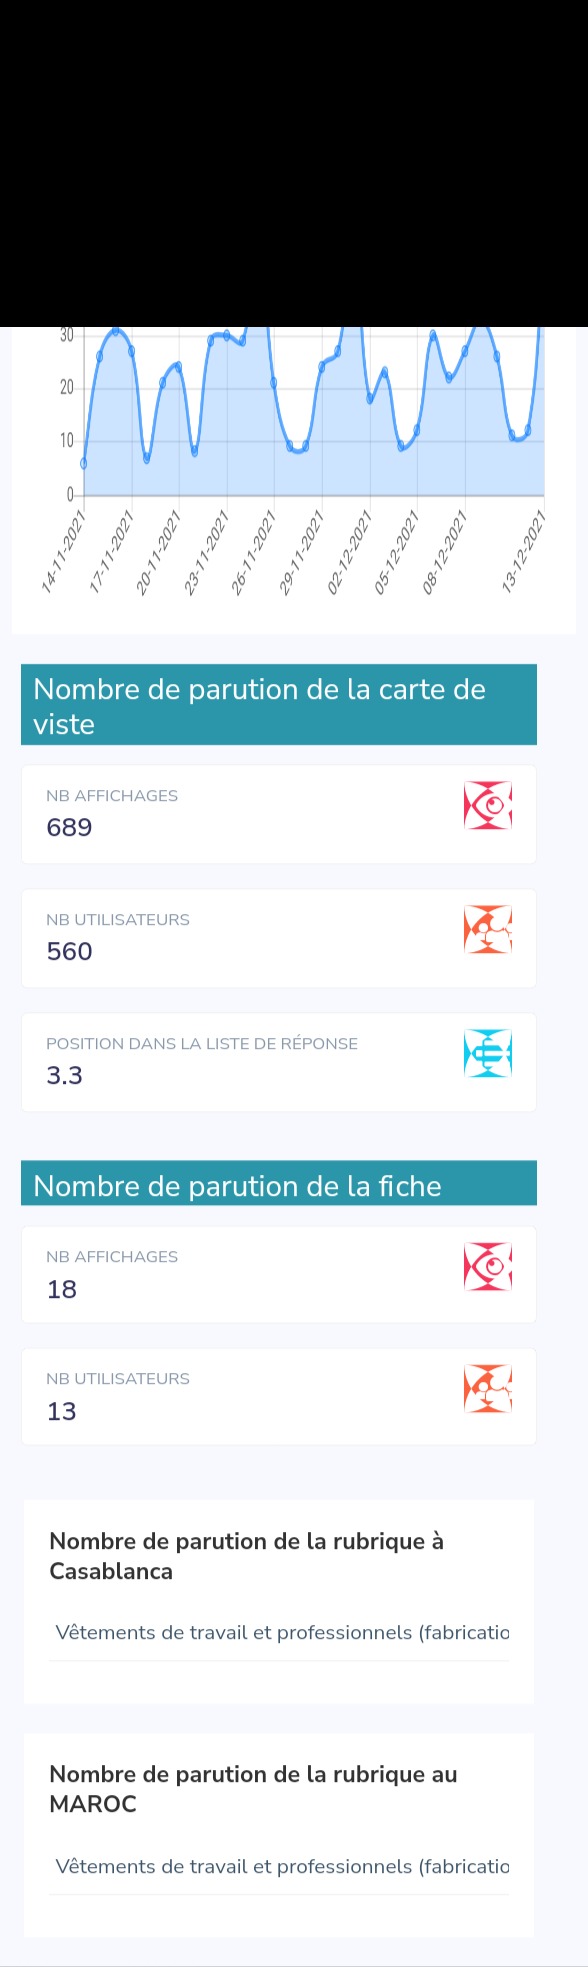 30
20
10
0
14-11-2021
17-11-2021
20-11-2021
23-11-2021
26-11-2021
29-11-2021
02-12-2021
05-12-2021
08-12-2021
13-12-2021
Nombre de parution de la carte de
viste
NB AFFICHAGES
689
NB UTILISATEURS
560
POSITION DANS LA LISTE DE RÉPONSE
3.3
Nombre de parution de la fiche
NB AFFICHAGES
18
NB UTILISATEURS
13
Nombre de parution de la rubrique à
Casablanca
Vêtements de travail et professionnels (fabricatio
Nombre de parution de la rubrique au
MAROC
Vêtements de travail et professionnels (fabricatio